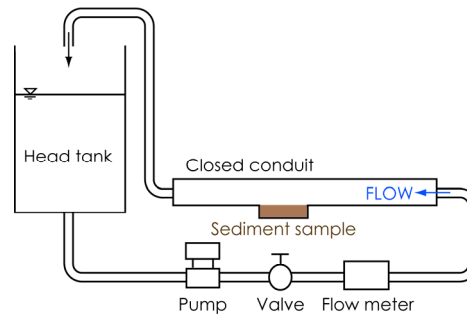 Head tank
Closed conduit
FLOW
Sediment sample
Pump
Valve
Flow meter